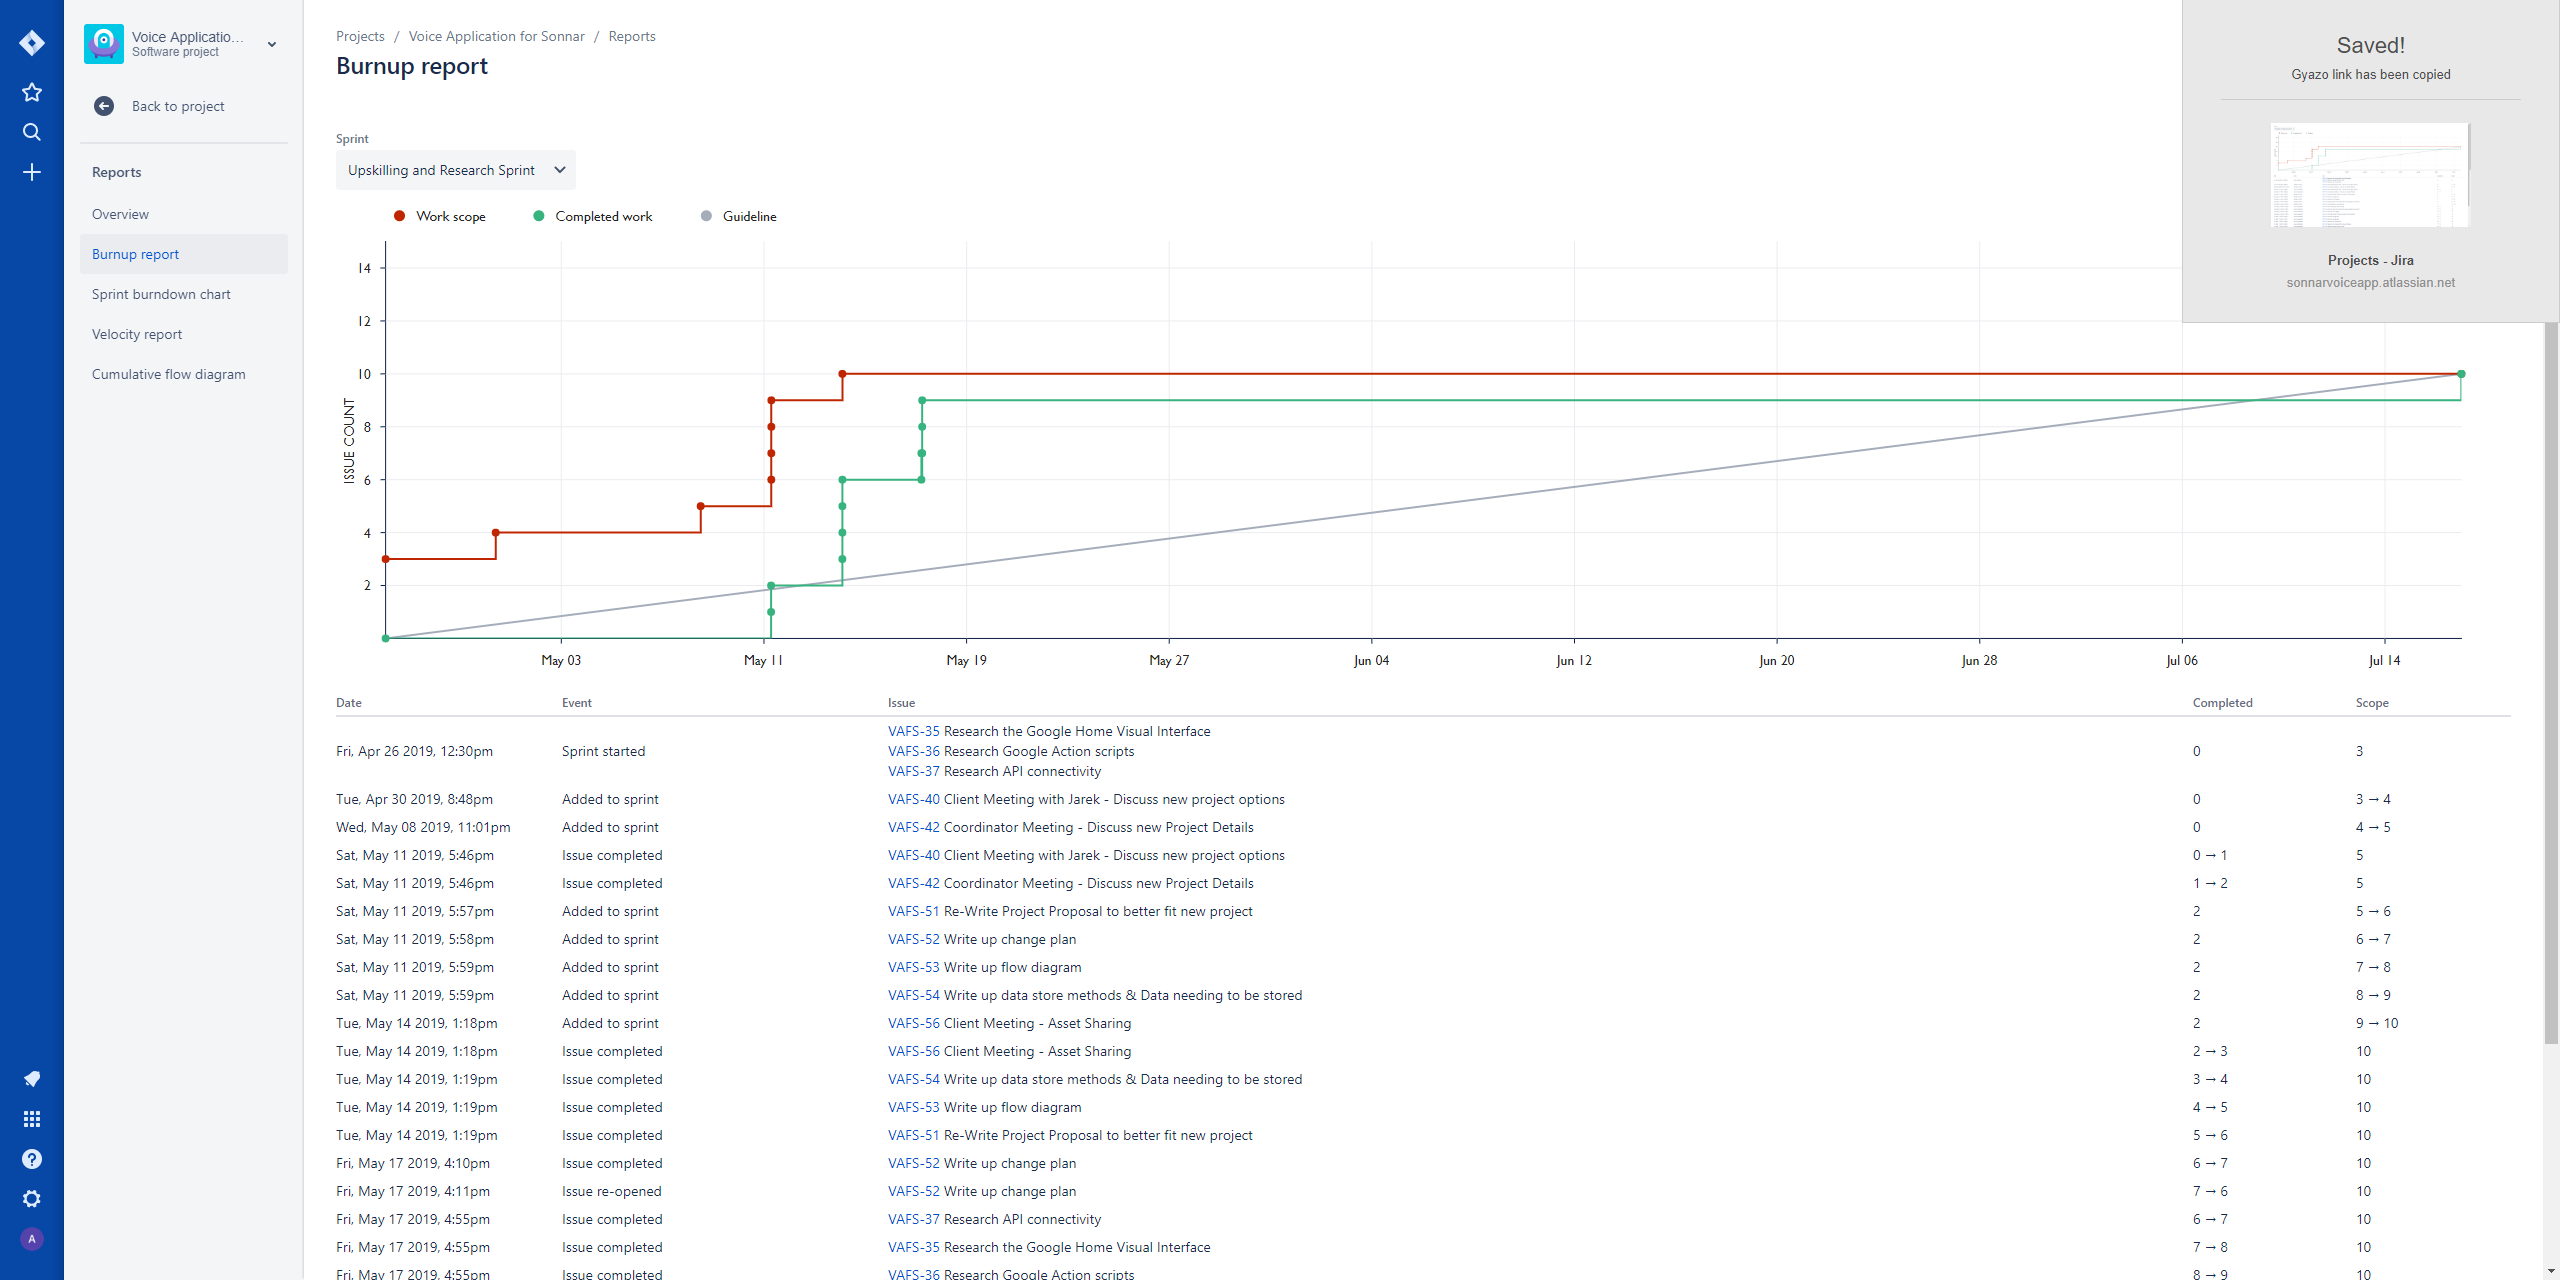 Voice Applicatio...
Software project
Back to project
Reports
Overview
Burnup report
Sprint burndown chart
Velocity report
Cumulative flow diagram
A
Projects / Voice Application for Sonnar / Reports
Burnup report
Sprint
Upskilling and Research Sprint
Work scope Completed work Guideline
ISSUE COUNT
14
12
10
8
6
4
2
May 03 May 11 May 19 May 27 Jun 04 Jun 12 Jun 20 Jun 28 Jul 06 Jul 14
Saved!
Gyazo link has been copied
Projects - Jira
sonnarvoiceapp.atlassian.net
Date Event Issue Completed Scope
VAFS-35 Research the Google Home Visual Interface
Fri, Apr 26 2019, 12:30pm Sprint started VAFS-36 Research Google Action scripts 0 3
VAFS-37 Research API connectivity
Tue, Apr 30 2019, 8:48pm Added to sprint VAFS-40 Client Meeting with Jarek - Discuss new project options 0 3 → 4
Wed, May 08 2019, 11:01pm Added to sprint VAFS-42 Coordinator Meeting - Discuss new Project Details 0 4 → 5
Sat, May 11 2019, 5:46pm Issue completed VAFS-40 Client Meeting with Jarek - Discuss new project options 0 → 1 5
Sat, May 11 2019, 5:46pm Issue completed VAFS-42 Coordinator Meeting - Discuss new Project Details 1 → 2 5
Sat, May 11 2019, 5:57pm Added to sprint VAFS-51 Re-Write Project Proposal to better fit new project 2 5 → 6
Sat, May 11 2019, 5:58pm Added to sprint VAFS-52 Write up change plan 2 6 → 7
Sat, May 11 2019, 5:59pm Added to sprint VAFS-53 Write up flow diagram 2 7 → 8
Sat, May 11 2019, 5:59pm Added to sprint VAFS-54 Write up data store methods & Data needing to be stored 2 8 → 9
Tue, May 14 2019, 1:18pm Added to sprint VAFS-56 Client Meeting - Asset Sharing 2 9 → 10
Tue, May 14 2019, 1:18pm Issue completed VAFS-56 Client Meeting - Asset Sharing 2 → 3 10
Tue, May 14 2019, 1:19pm Issue completed VAFS-54 Write up data store methods & Data needing to be stored 3 → 4 10
Tue, May 14 2019, 1:19pm Issue completed VAFS-53 Write up flow diagram 4 → 5 10
Tue, May 14 2019, 1:19pm Issue completed VAFS-51 Re-Write Project Proposal to better fit new project 5 → 6 10
Fri, May 17 2019, 4:10pm Issue completed VAFS-52 Write up change plan 6 → 7 10
Fri, May 17 2019, 4:11pm Issue re-opened VAFS-52 Write up change plan 7 → 6 10
Fri, May 17 2019, 4:55pm Issue completed VAFS-37 Research API connectivity 6 → 7 10
Fri, May 17 2019, 4:55pm Issue completed VAFS-35 Research the Google Home Visual Interface 7 → 8 10
Fri, May 17 2019, 4:55pm Issue completed VAFS-36 Research Google Action scripts 8 → 9 10